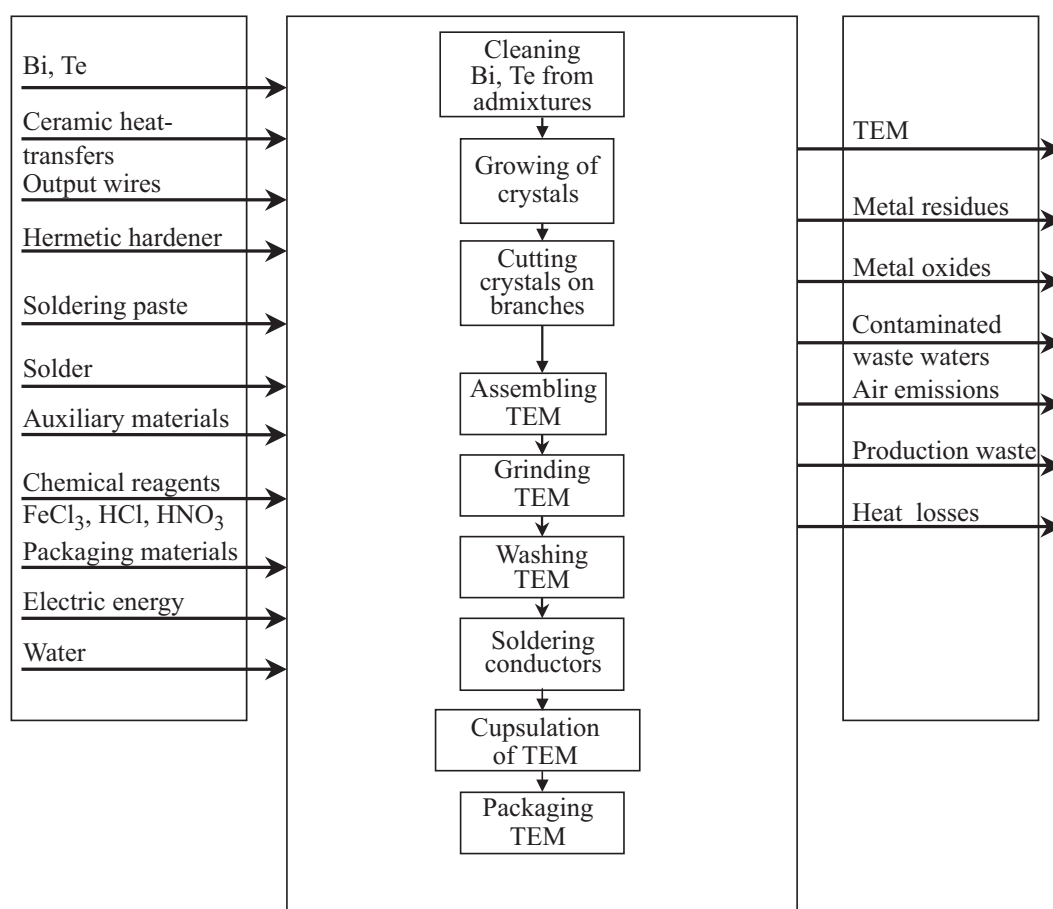 Bi, Te
Ceramic heat-
transfers
Output wires
Hermetic hardener
Soldering paste
Solder
Auxiliary materials
Chemical reagents
FeCl₃, HCl, HNO₃
Packaging materials
Electric energy
Water
Cleaning
Bi, Te from
admixtures
Growing of
crystals
Cutting
crystals on
branches
Assembling
TEM
Grinding
TEM
Washing
TEM
Soldering
conductors
Cupsulation
of TEM
Packaging
TEM
TEM
Metal residues
Metal oxides
Contaminated
waste waters
Air emissions
Production waste
Heat losses